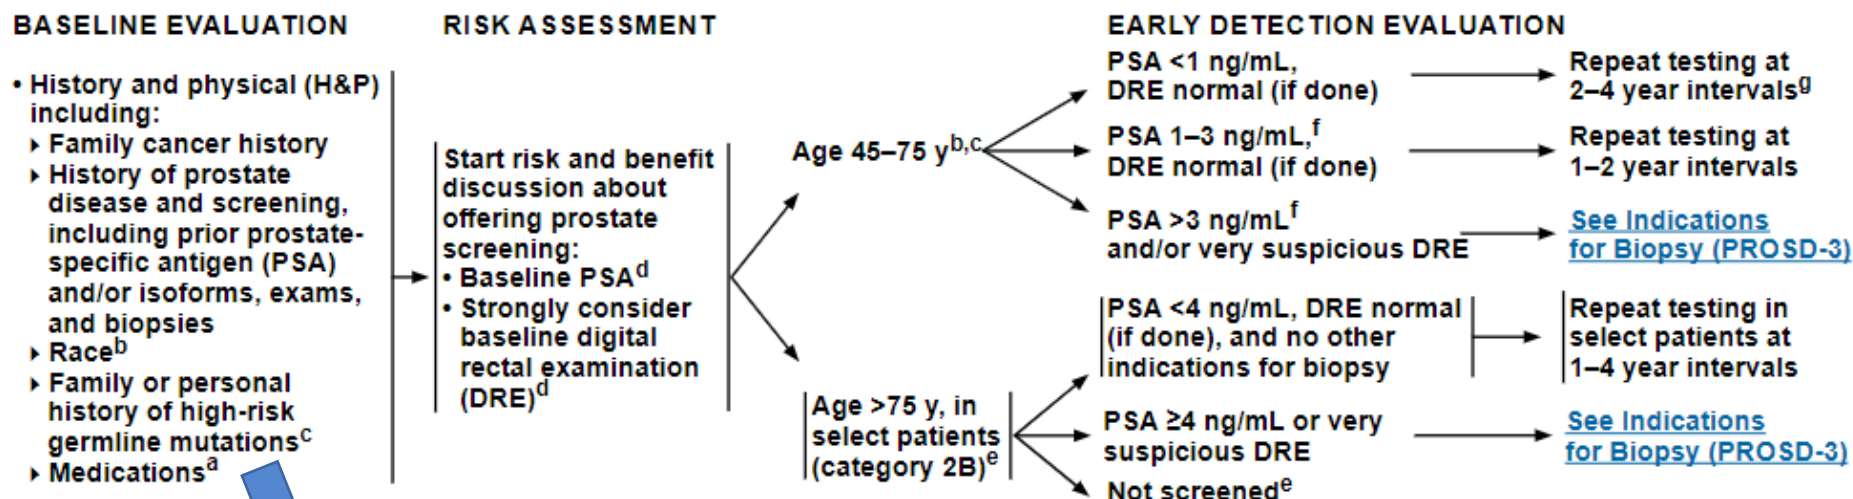 BASELINE EVALUATION
• History and physical (H&P)
including:
▸ Family cancer history
▸ History of prostate
disease and screening,
including prior prostate-
specific antigen (PSA)
and/or isoforms, exams,
and biopsies
▸ Raceᵇ
▸ Family or personal
history of high-risk
germline mutationsᶜ
▸ Medicationsᵃ
RISK ASSESSMENT
Start risk and benefit
discussion about
offering prostate
screening:
• Baseline PSAᵈ
• Strongly consider
baseline digital
rectal examination
(DRE)ᵈ
Age 45–75 yᵇ,ᶜ
Age >75 y, in
select patients
(category 2B)ᵉ
EARLY DETECTION EVALUATION
PSA <1 ng/mL,
DRE normal (if done)
Repeat testing at
2–4 year intervalsᵍ
PSA 1–3 ng/mL,ᶠ
DRE normal (if done)
Repeat testing at
1–2 year intervals
PSA >3 ng/mLᶠ
and/or very suspicious DRE
See Indications
for Biopsy (PROSD-3)
PSA <4 ng/mL, DRE normal
(if done), and no other
indications for biopsy
Repeat testing in
select patients at
1–4 year intervals
PSA ≥4 ng/mL or very
suspicious DRE
See Indications
for Biopsy (PROSD-3)
Not screenedᵉ